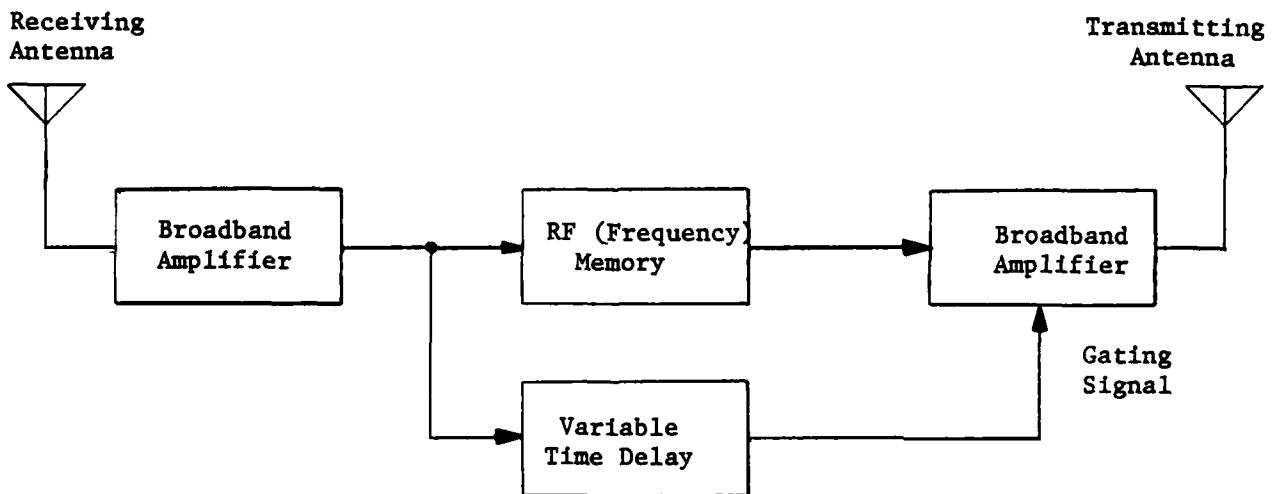 Receiving
Antenna
Transmitting
Antenna
Broadband
Amplifier
RF (Frequency)
Memory
Broadband
Amplifier
Gating
Signal
Variable
Time Delay